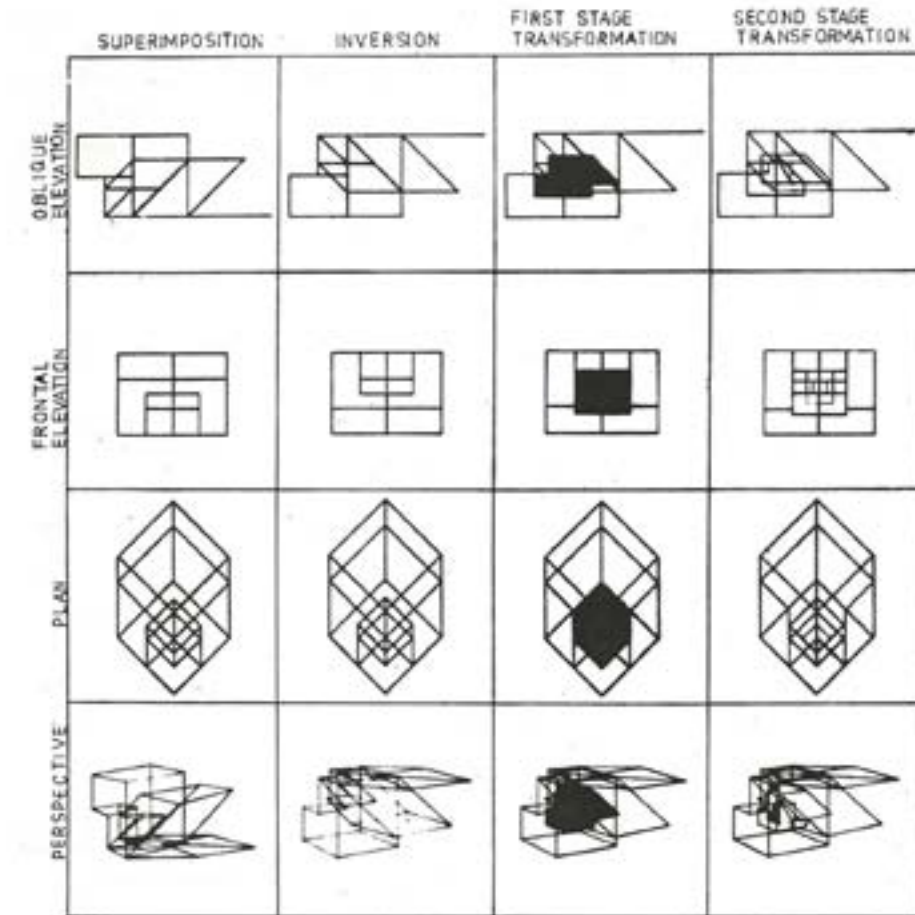 SUPERIMPOSITION
INVERSION
FIRST STAGE
TRANSFORMATION
SECOND STAGE
TRANSFORMATION
OBLIQUE
ELEVATION
FRONTAL
ELEVATION
PLAN
PERSPECTIVE